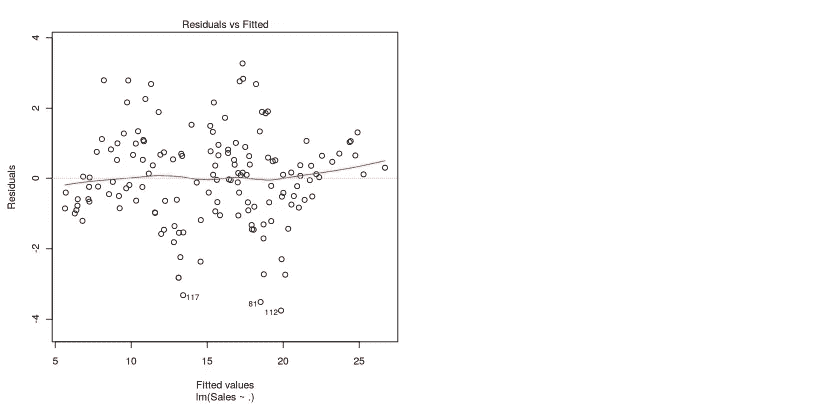 Residuals vs Fitted
4
2
0
-2
-4
Residuals
117
81
112
5 10 15 20 25
Fitted values
lm(Sales ~ .)